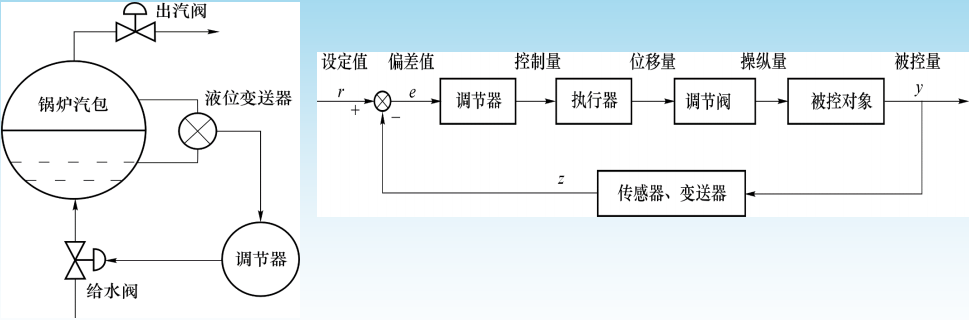 出汽阀
锅炉汽包
液位变送器
调节器
给水阀
设定值 偏差值 控制量 位移量 操纵量 被控量
r e 调节器 执行器 调节阀 被控对象 y
+ −
z 传感器、变送器